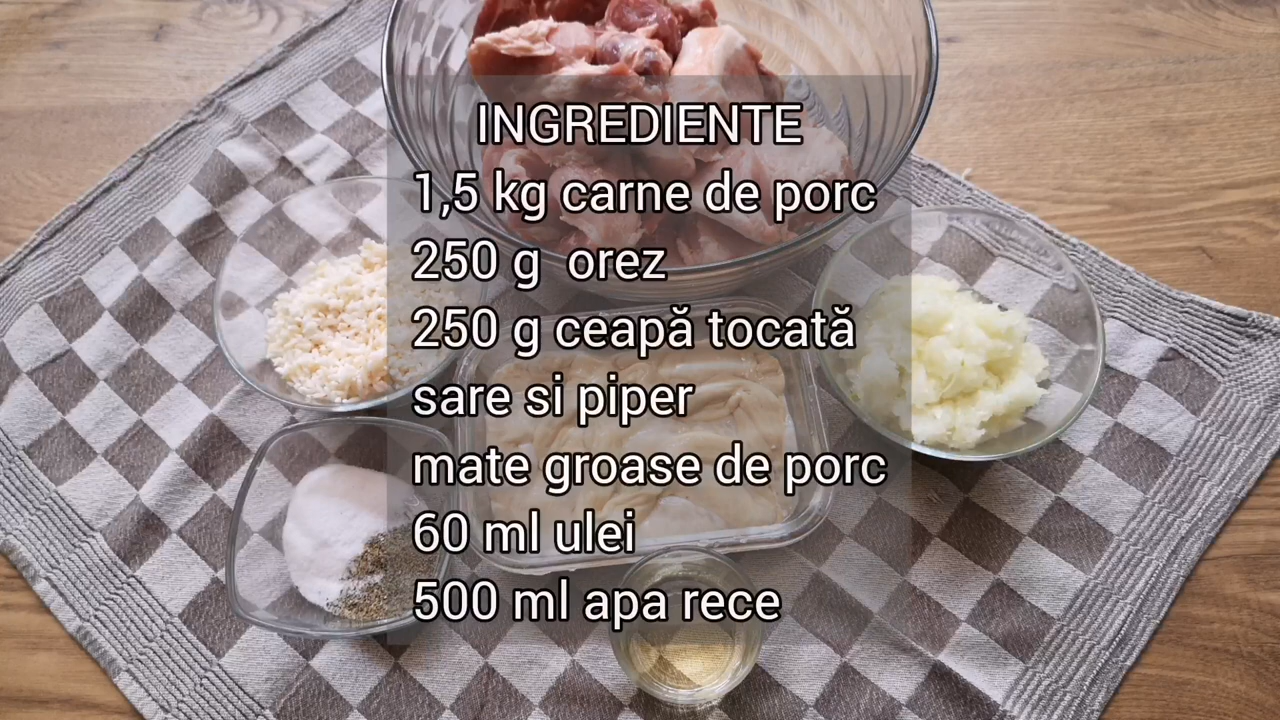 INGREDIENTE
1,5 kg carne de porc
250 g  orez
250 g ceapă tocată
sare si piper
mate groase de porc
60 ml ulei
500 ml apa rece